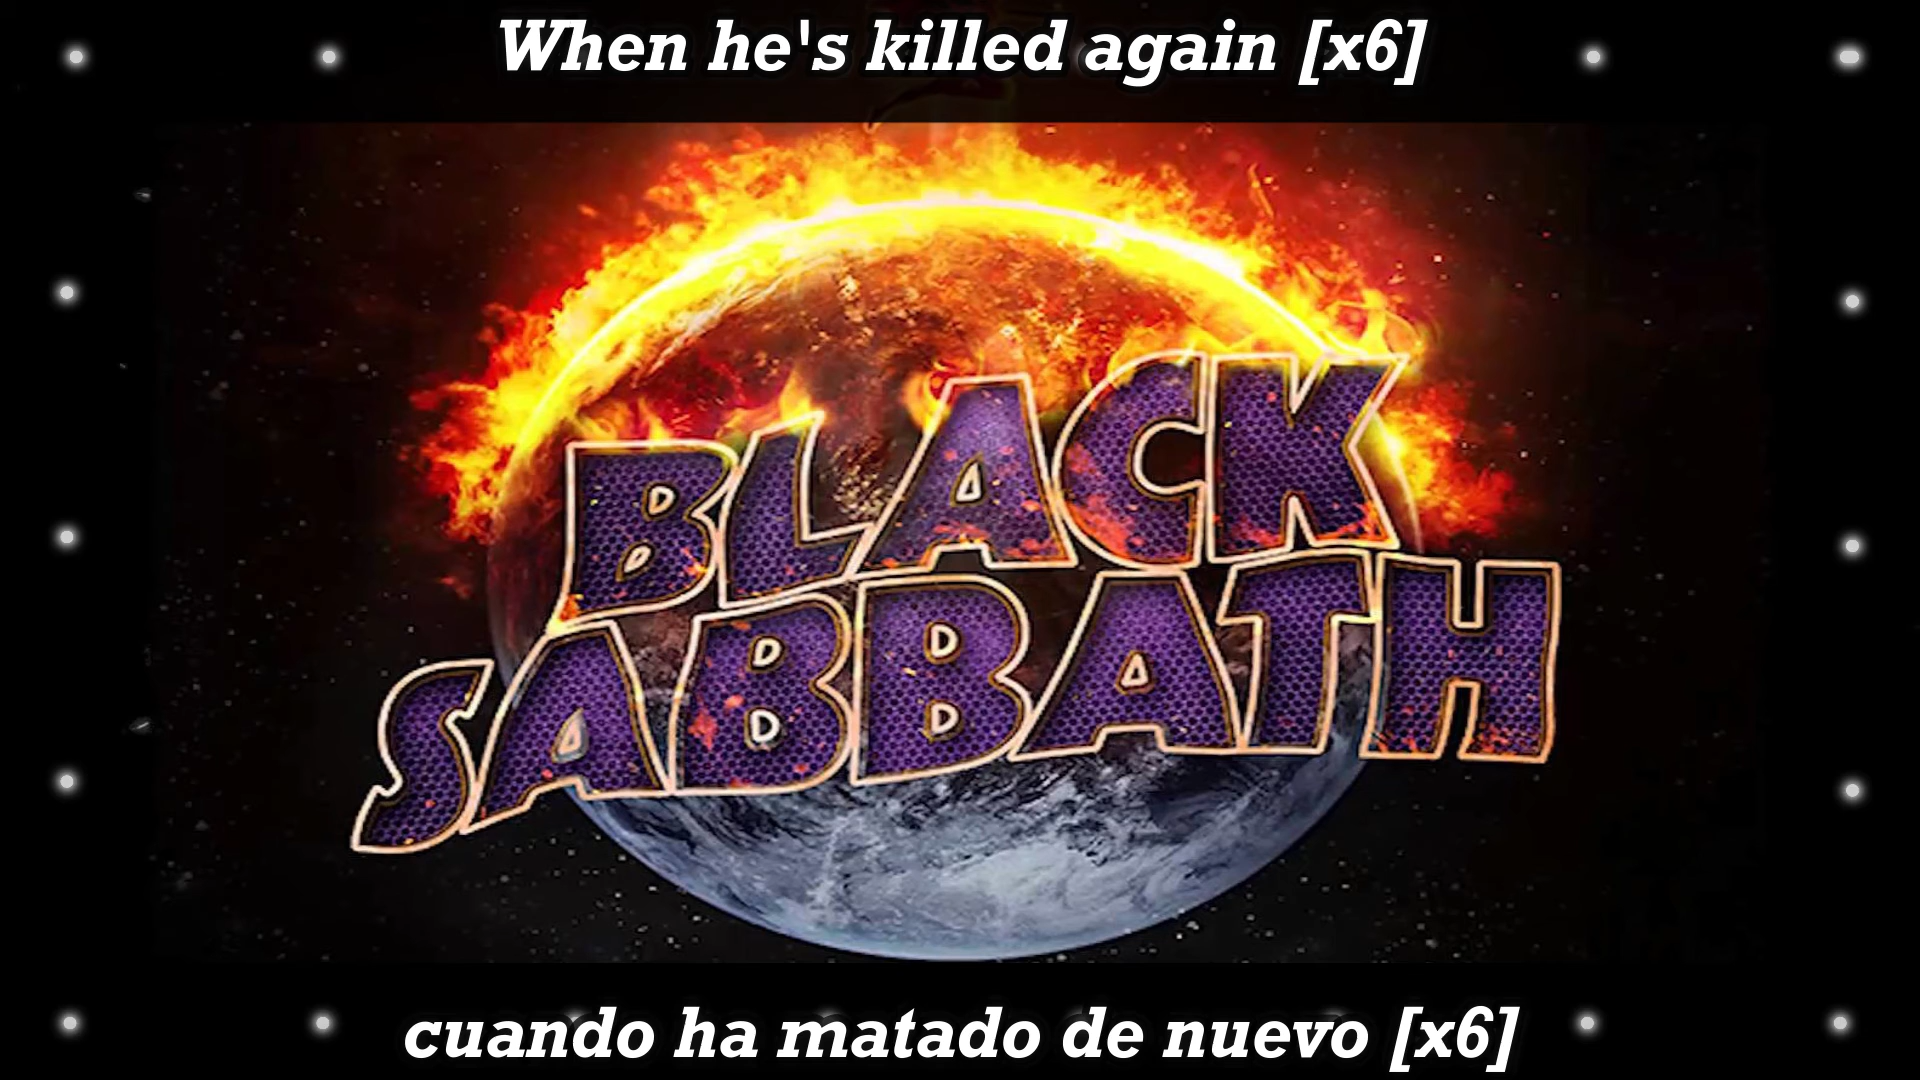 When he's killed again [x6]
BLACK
SABBATH
cuando ha matado de nuevo [x6]